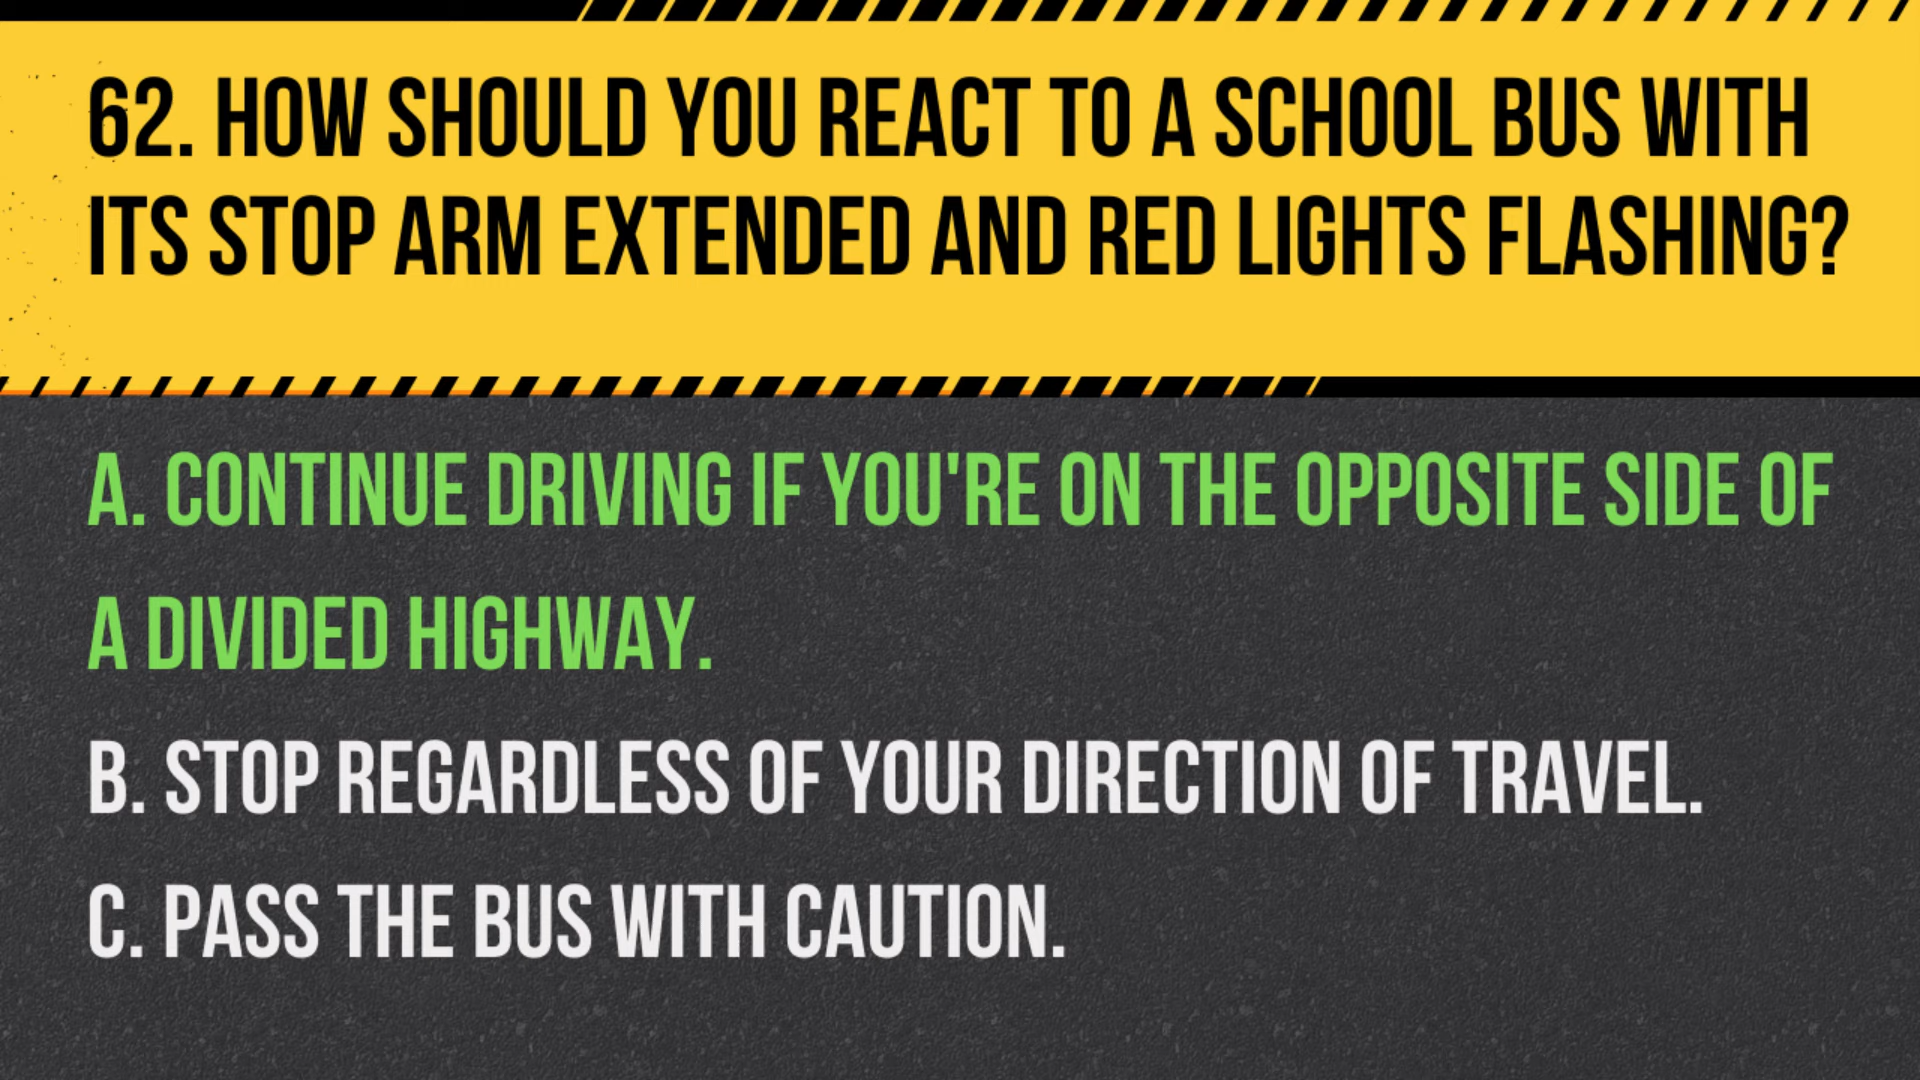 62. HOW SHOULD YOU REACT TO A SCHOOL BUS WITH
ITS STOP ARM EXTENDED AND RED LIGHTS FLASHING?
A. CONTINUE DRIVING IF YOU'RE ON THE OPPOSITE SIDE OF
A DIVIDED HIGHWAY.
B. STOP REGARDLESS OF YOUR DIRECTION OF TRAVEL.
C. PASS THE BUS WITH CAUTION.